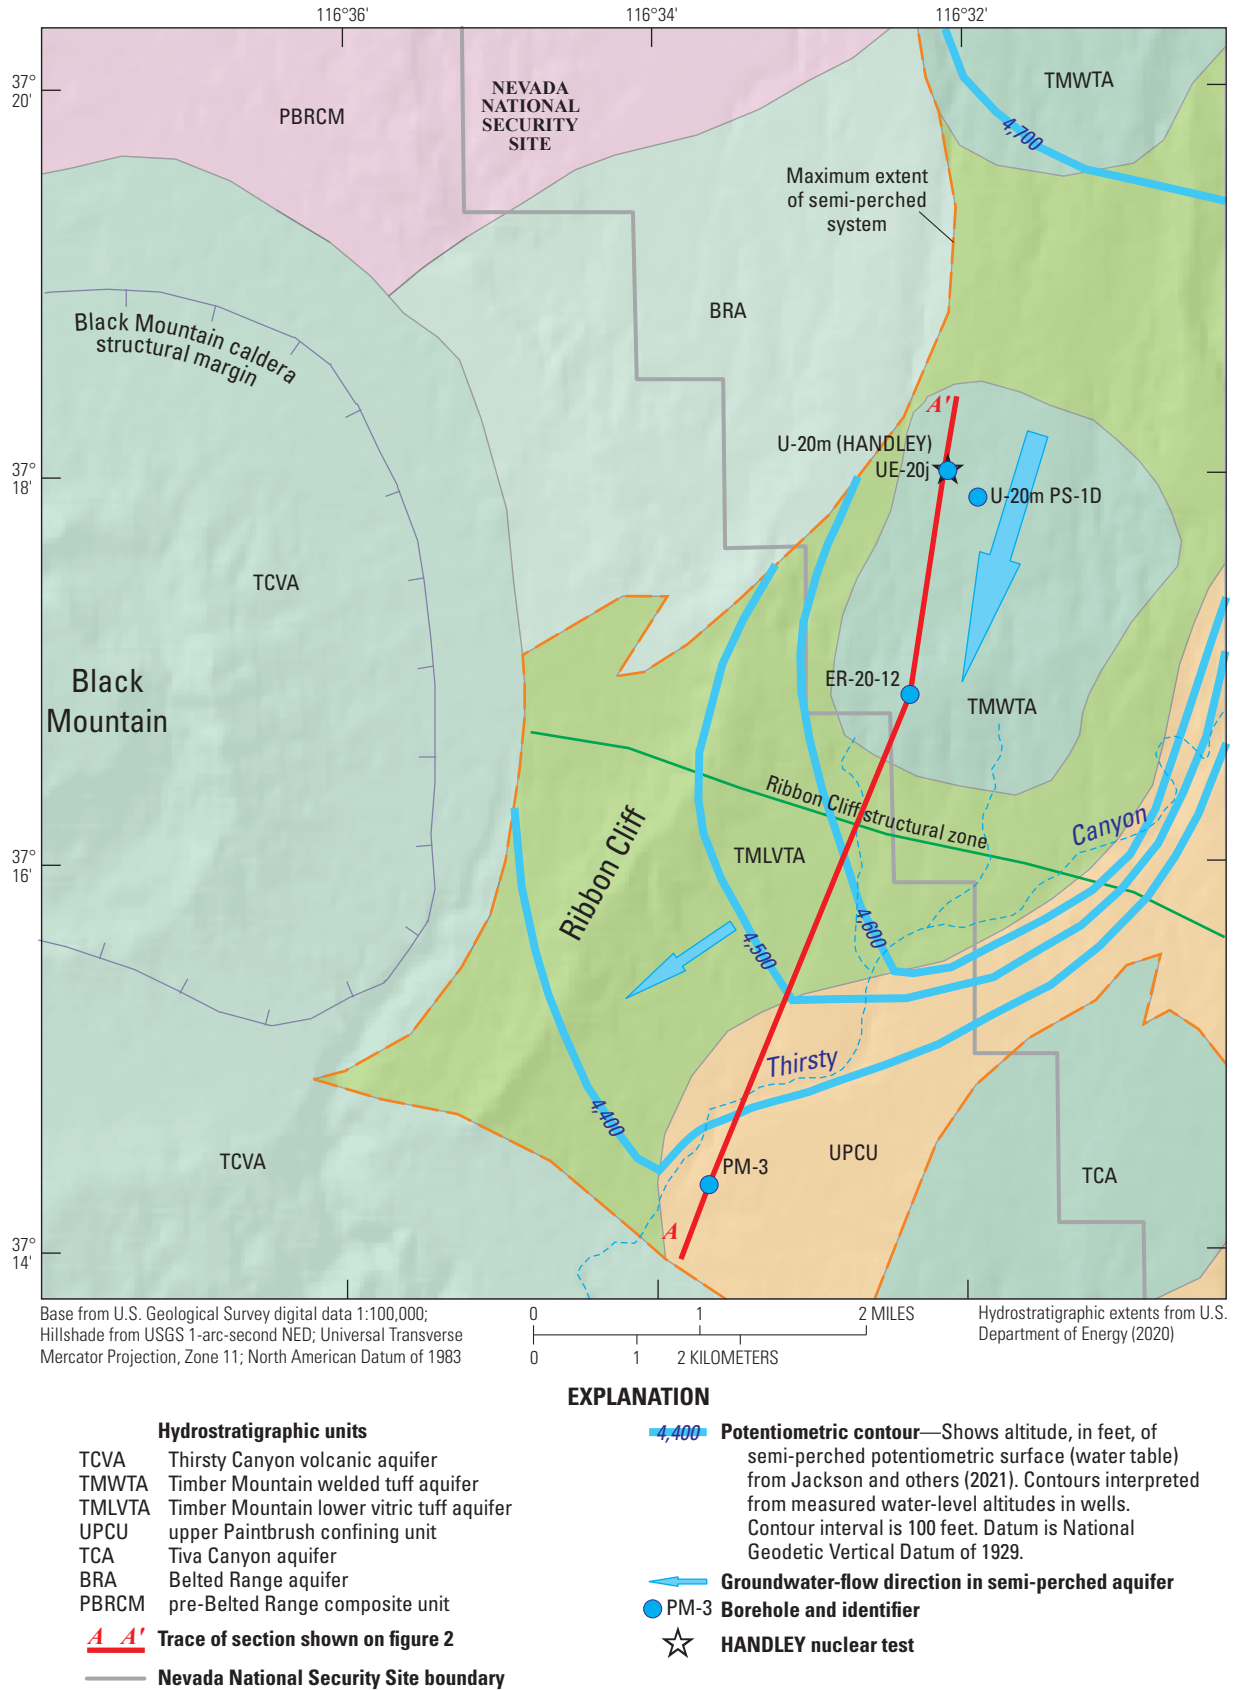 116°36'
116°34'
116°32'
37°
20'
PBRCM
NEVADA
NATIONAL
SECURITY
SITE
TMWTA
4,700
Maximum extent
of semi-perched
system
BRA
Black Mountain caldera
structural margin
A'
U-20m (HANDLEY)
UE-20j
U-20m PS-1D
37°
18'
TCVA
Black
Mountain
ER-20-12
TMWTA
Ribbon Cliff structural zone
Canyon
Ribbon Cliff
TMLVTA
37°
16'
4,600
4,500
Thirsty
4,400
TCVA
PM-3
UPCU
TCA
A
37°
14'
Base from U.S. Geological Survey digital data 1:100,000;
Hillshade from USGS 1-arc-second NED; Universal Transverse
Mercator Projection, Zone 11; North American Datum of 1983
0 1 2 MILES
0 1 2 KILOMETERS
Hydrostratigraphic extents from U.S.
Department of Energy (2020)
EXPLANATION
Hydrostratigraphic units
TCVA Thirsty Canyon volcanic aquifer
TMWTA Timber Mountain welded tuff aquifer
TMLVTA Timber Mountain lower vitric tuff aquifer
UPCU upper Paintbrush confining unit
TCA Tiva Canyon aquifer
BRA Belted Range aquifer
PBRCM pre-Belted Range composite unit
A A' Trace of section shown on figure 2
Nevada National Security Site boundary
4,400 Potentiometric contour—Shows altitude, in feet, of
semi-perched potentiometric surface (water table)
from Jackson and others (2021). Contours interpreted
from measured water-level altitudes in wells.
Contour interval is 100 feet. Datum is National
Geodetic Vertical Datum of 1929.
Groundwater-flow direction in semi-perched aquifer
PM-3 Borehole and identifier
HANDLEY nuclear test